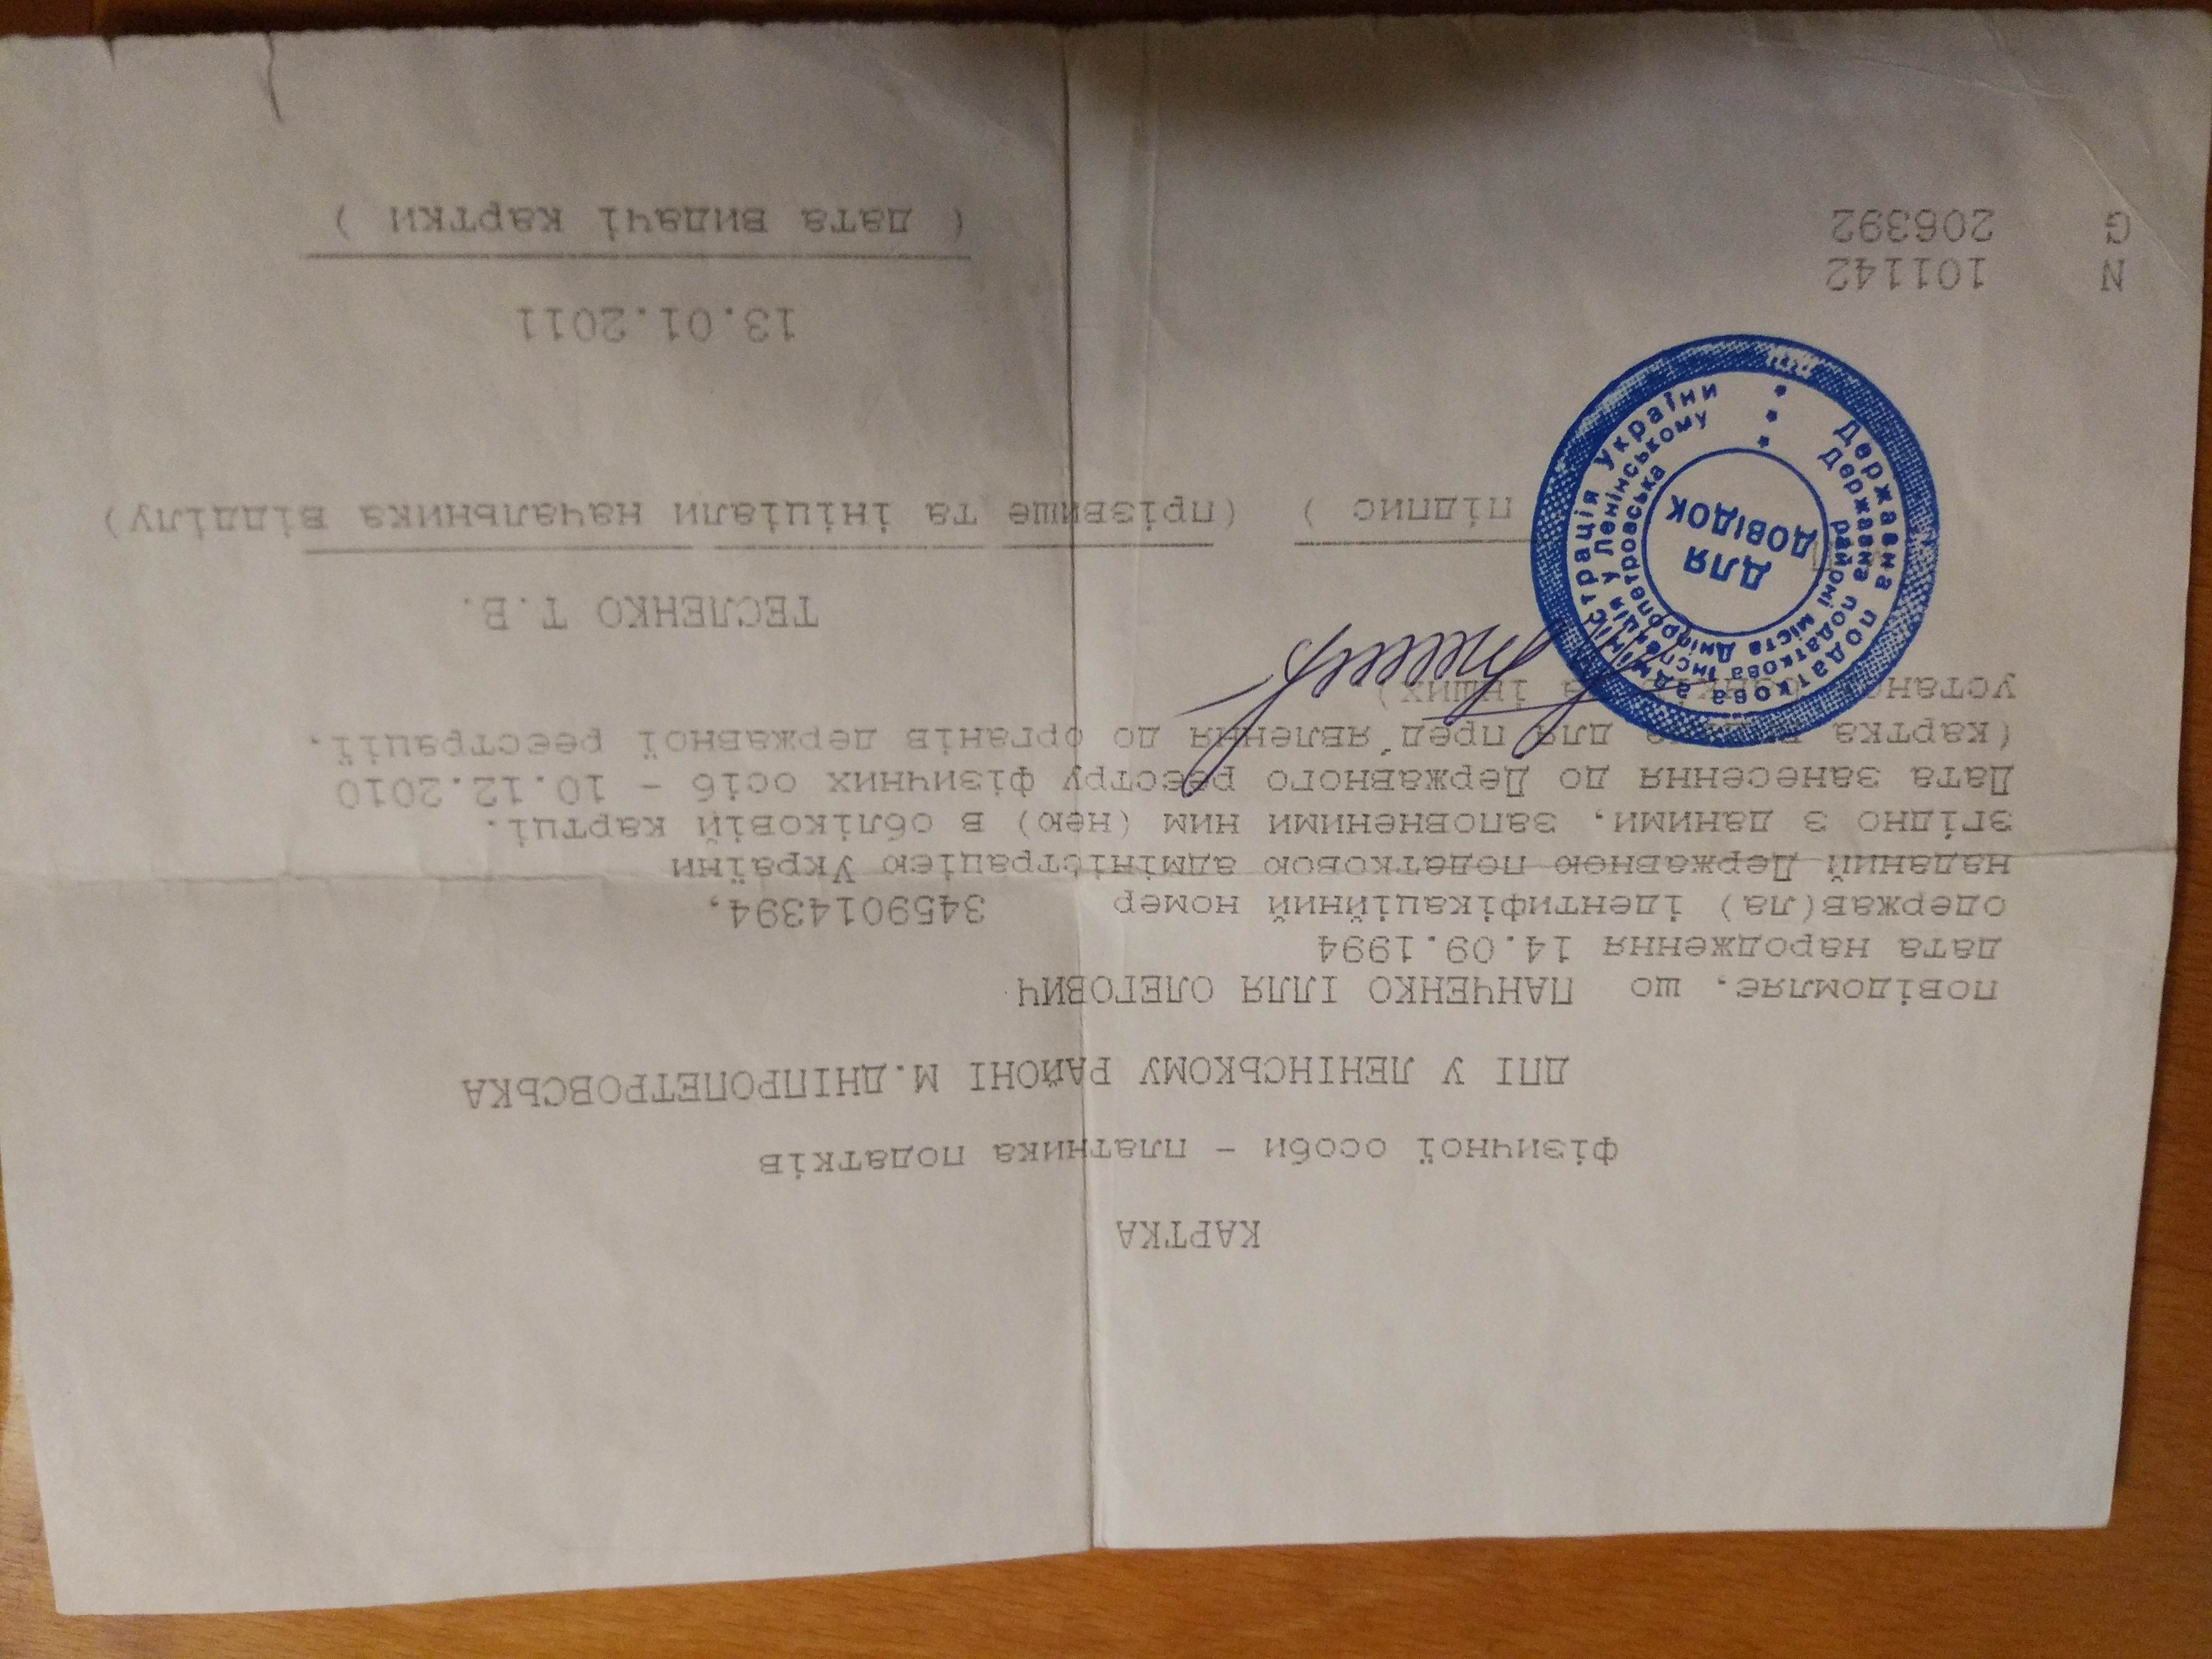 КАРТКА
фізичної особи – платника податків
ДПІ У ЛЕНІНСЬКОМУ РАЙОНІ М.ДНІПРОПЕТРОВСЬКА
повідомляє, що ПАНЧЕНКО ІЛЛЯ ОЛЕГОВИЧ
дата народження 14.09.1994
одержав(ла) ідентифікаційний номер 3459014394,
наданий Державною податковою адміністрацією України
згідно з даними, заповненими ним (нею) в обліковій картці.
Дата занесення до Державного реєстру фізичних осіб – 10.12.2010
(картка для пред'явлення до органів державної реєстрації,
установ інших)
ТЕСЛЕНКО Т.В.
підпис ) (прізвище та ініціали начальника відділу)
Державна податкова адміністрація України
Державна податкова інспекція у Ленінському
районі міста Дніпропетровська
ДЛЯ
ДОВІДОК
13.01.2011
( дата видачі картки )
N 101142
G 206392